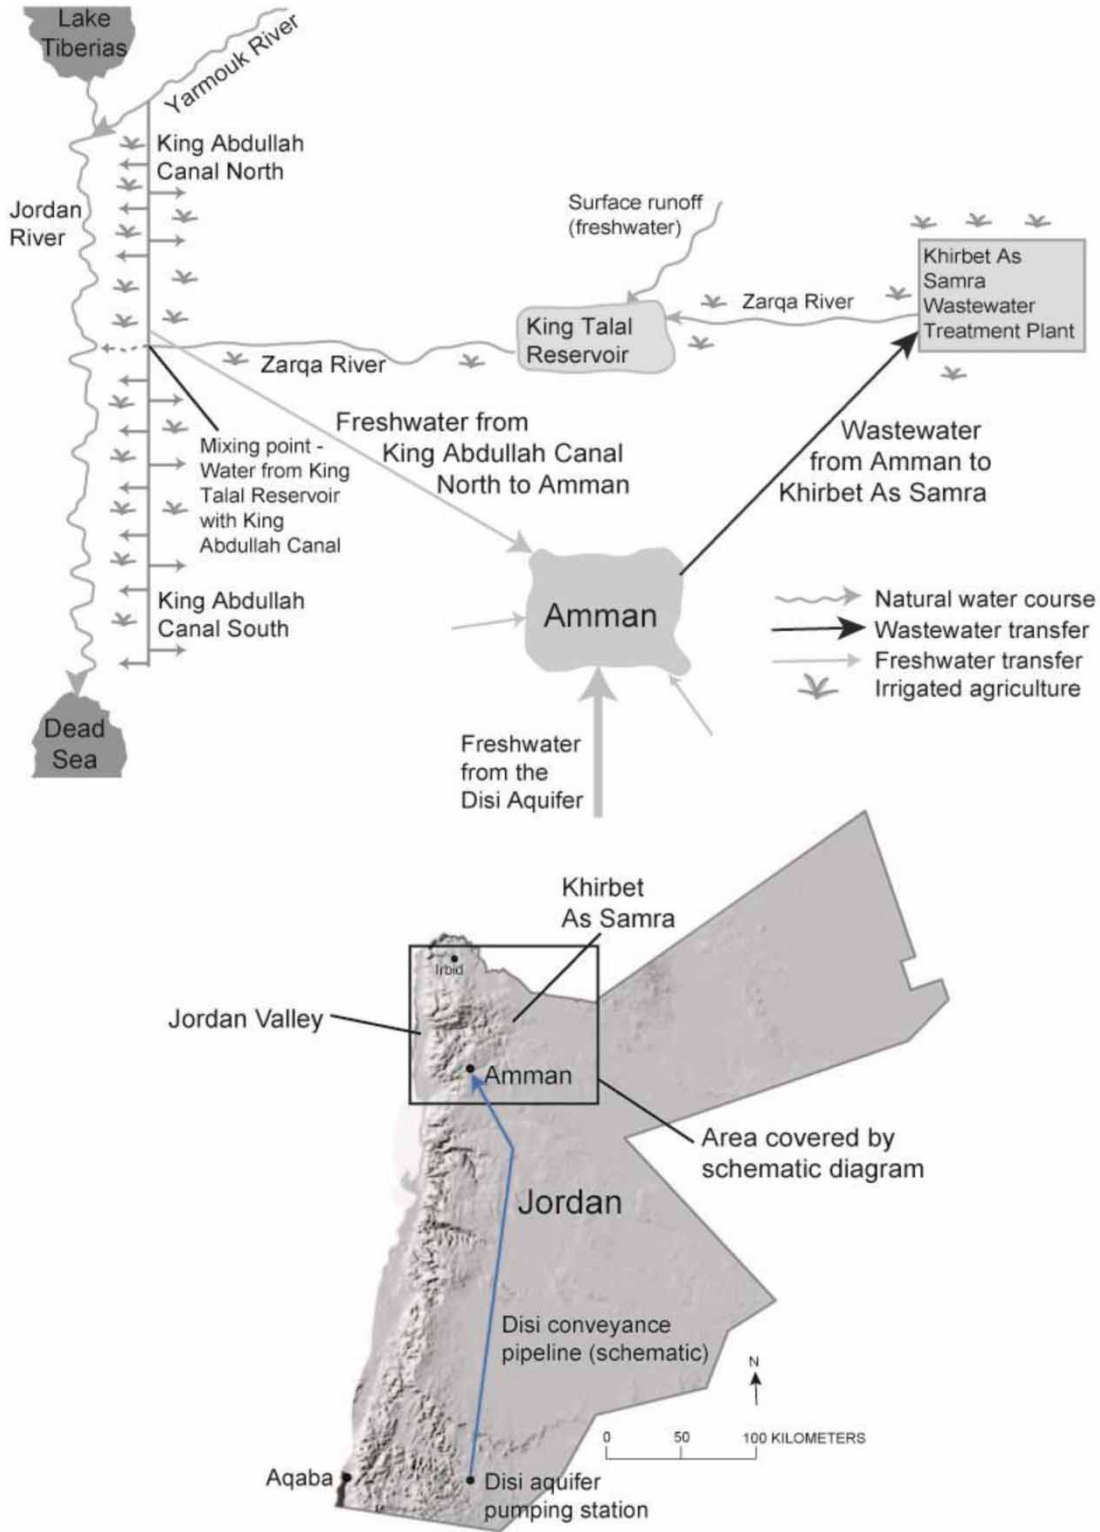 Lake
Tiberias
Yarmouk River
King Abdullah
Canal North
Jordan
River
Surface runoff
(freshwater)
Khirbet As
Samra
Wastewater
Treatment Plant
Zarqa River
King Talal
Reservoir
Zarqa River
Freshwater from
King Abdullah Canal
North to Amman
Wastewater
from Amman to
Khirbet As Samra
Mixing point -
Water from King
Talal Reservoir
with King
Abdullah Canal
King Abdullah
Canal South
Amman
Natural water course
Wastewater transfer
Freshwater transfer
Irrigated agriculture
Dead
Sea
Freshwater
from the
Disi Aquifer
Khirbet
As Samra
Irbid
Jordan Valley
Amman
Area covered by
schematic diagram
Jordan
Disi conveyance
pipeline (schematic)
N
0 50 100 KILOMETERS
Aqaba
Disi aquifer
pumping station